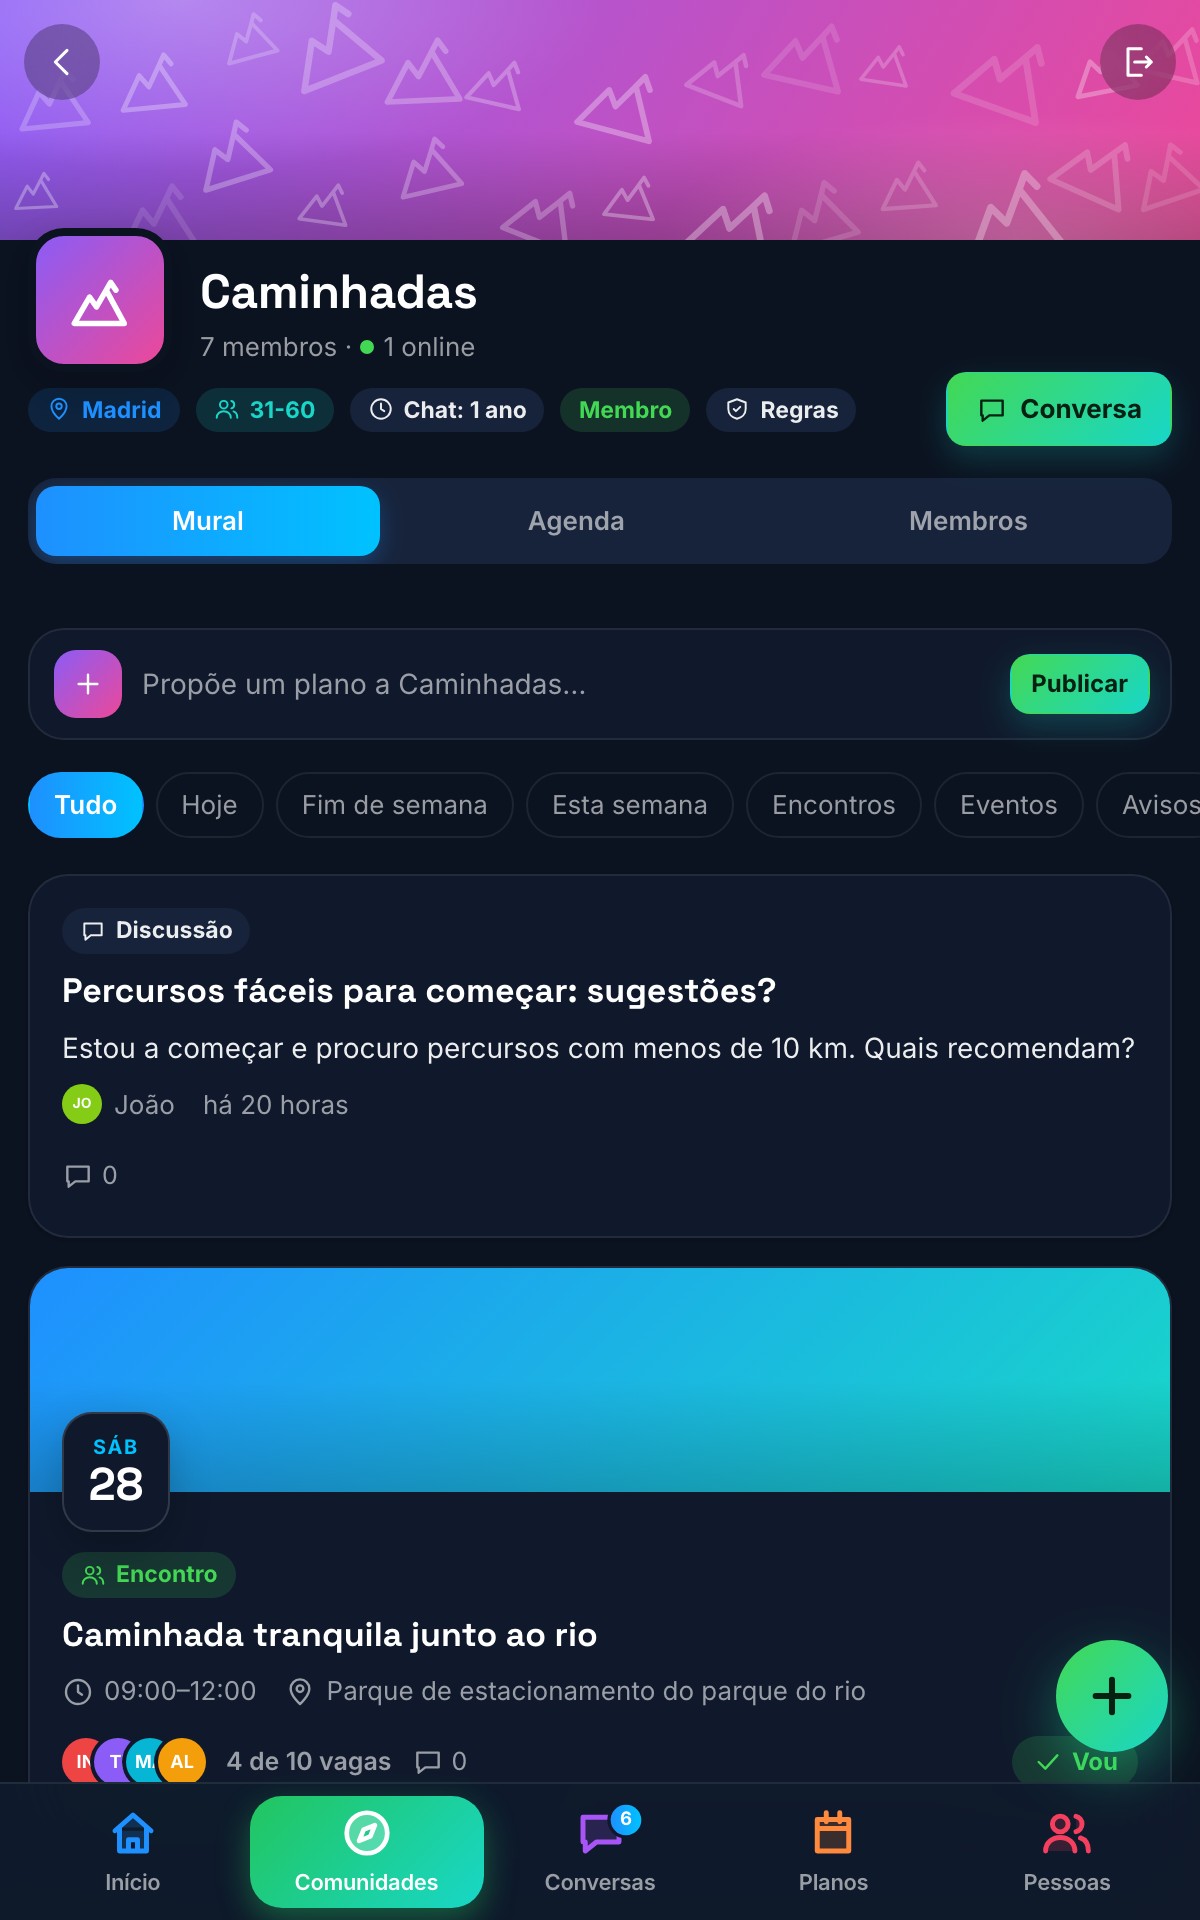 Caminhadas
7 membros · 1 online
Madrid
31-60
Chat: 1 ano
Membro
Regras
Conversa
Mural
Agenda
Membros
Propõe um plano a Caminhadas...
Publicar
Tudo
Hoje
Fim de semana
Esta semana
Encontros
Eventos
Avisos
Discussão
Percursos fáceis para começar: sugestões?
Estou a começar e procuro percursos com menos de 10 km. Quais recomendam?
JO João há 20 horas
0
SÁB
28
Encontro
Caminhada tranquila junto ao rio
09:00–12:00 Parque de estacionamento do parque do rio
AL 4 de 10 vagas 0
Vou
6
Início
Comunidades
Conversas
Planos
Pessoas